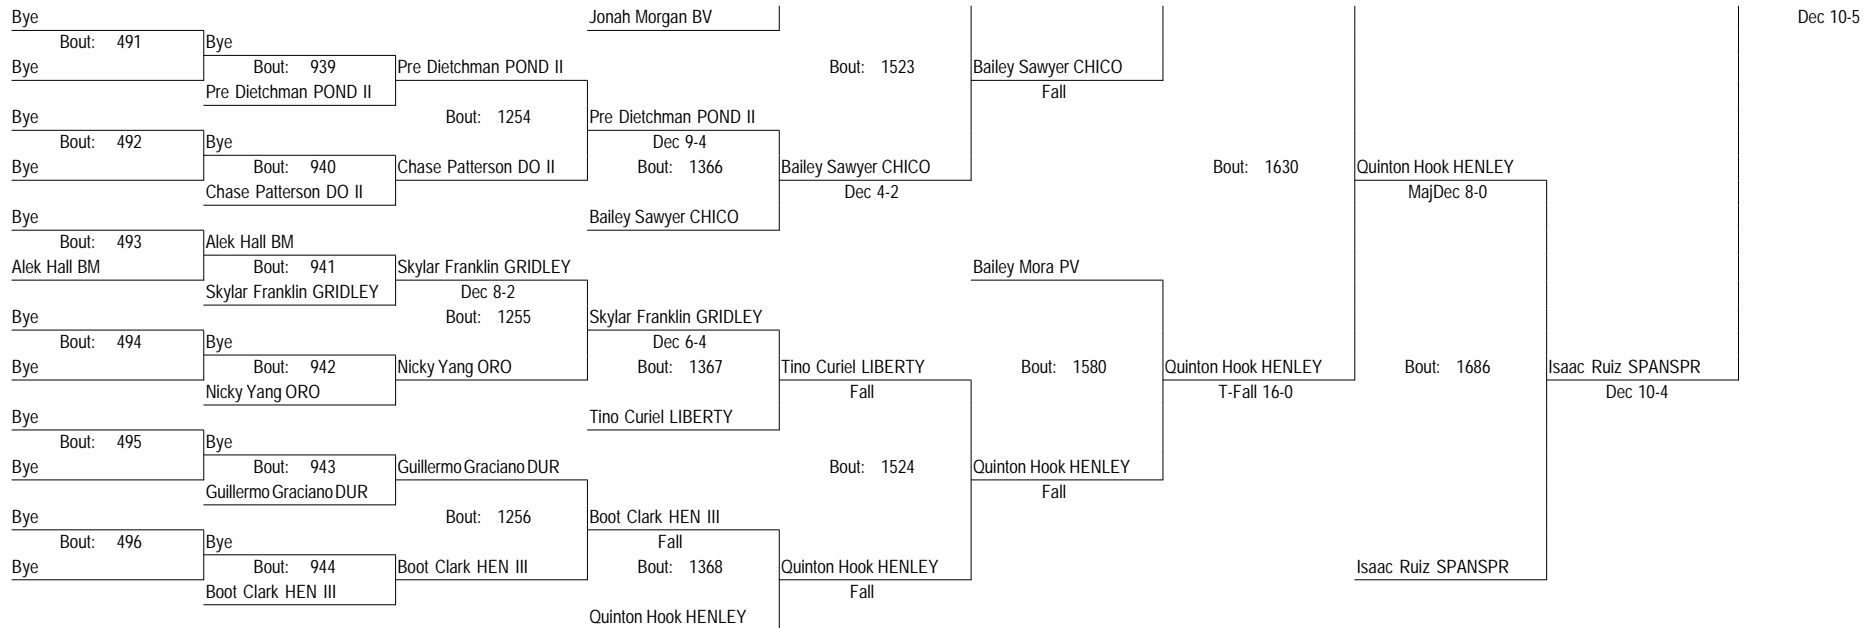 Bye
Jonah Morgan BV
Dec 10-5
Bout: 491
Bye
Bye
Bout: 939
Pre Dietchman POND II
Bout: 1523
Bailey Sawyer CHICO
Pre Dietchman POND II
Fall
Bye
Bout: 1254
Pre Dietchman POND II
Bout: 492
Bye
Dec 9-4
Bye
Bout: 940
Chase Patterson DO II
Bout: 1366
Bailey Sawyer CHICO
Bout: 1630
Quinton Hook HENLEY
Chase Patterson DO II
Dec 4-2
MajDec 8-0
Bye
Bailey Sawyer CHICO
Bout: 493
Alek Hall BM
Alek Hall BM
Bout: 941
Skylar Franklin GRIDLEY
Bailey Mora PV
Skylar Franklin GRIDLEY
Dec 8-2
Bye
Bout: 1255
Skylar Franklin GRIDLEY
Bout: 494
Bye
Dec 6-4
Bye
Bout: 942
Nicky Yang ORO
Bout: 1367
Tino Curiel LIBERTY
Bout: 1580
Quinton Hook HENLEY
Bout: 1686
Isaac Ruiz SPANSPR
Nicky Yang ORO
Fall
T-Fall 16-0
Dec 10-4
Bye
Tino Curiel LIBERTY
Bout: 495
Bye
Bye
Bout: 943
Guillermo Graciano DUR
Bout: 1524
Quinton Hook HENLEY
Guillermo Graciano DUR
Fall
Bye
Bout: 1256
Boot Clark HEN III
Bout: 496
Bye
Fall
Bye
Bout: 944
Boot Clark HEN III
Bout: 1368
Quinton Hook HENLEY
Isaac Ruiz SPANSPR
Boot Clark HEN III
Fall
Quinton Hook HENLEY